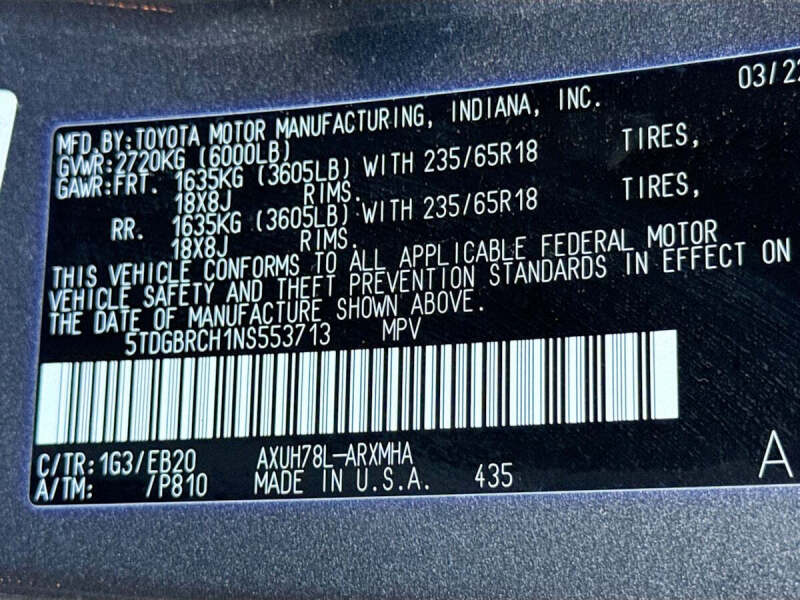 03/22
MFD.BY:TOYOTA MOTOR MANUFACTURING, INDIANA, INC.
GVWR:2720KG (6000LB)
GAWR:FRT. 1635KG (3605LB) WITH 235/65R18 TIRES,
18X8J RIMS.
RR. 1635KG (3605LB) WITH 235/65R18 TIRES,
18X8J RIMS.
THIS VEHICLE CONFORMS TO ALL APPLICABLE FEDERAL MOTOR
VEHICLE SAFETY AND THEFT PREVENTION STANDARDS IN EFFECT ON
THE DATE OF MANUFACTURE SHOWN ABOVE.
5TDGBRCH1NS553713 MPV
C/TR:1G3/EB20 AXUH78L-ARXMHA
A/TM: /P810 MADE IN U.S.A. 435
A